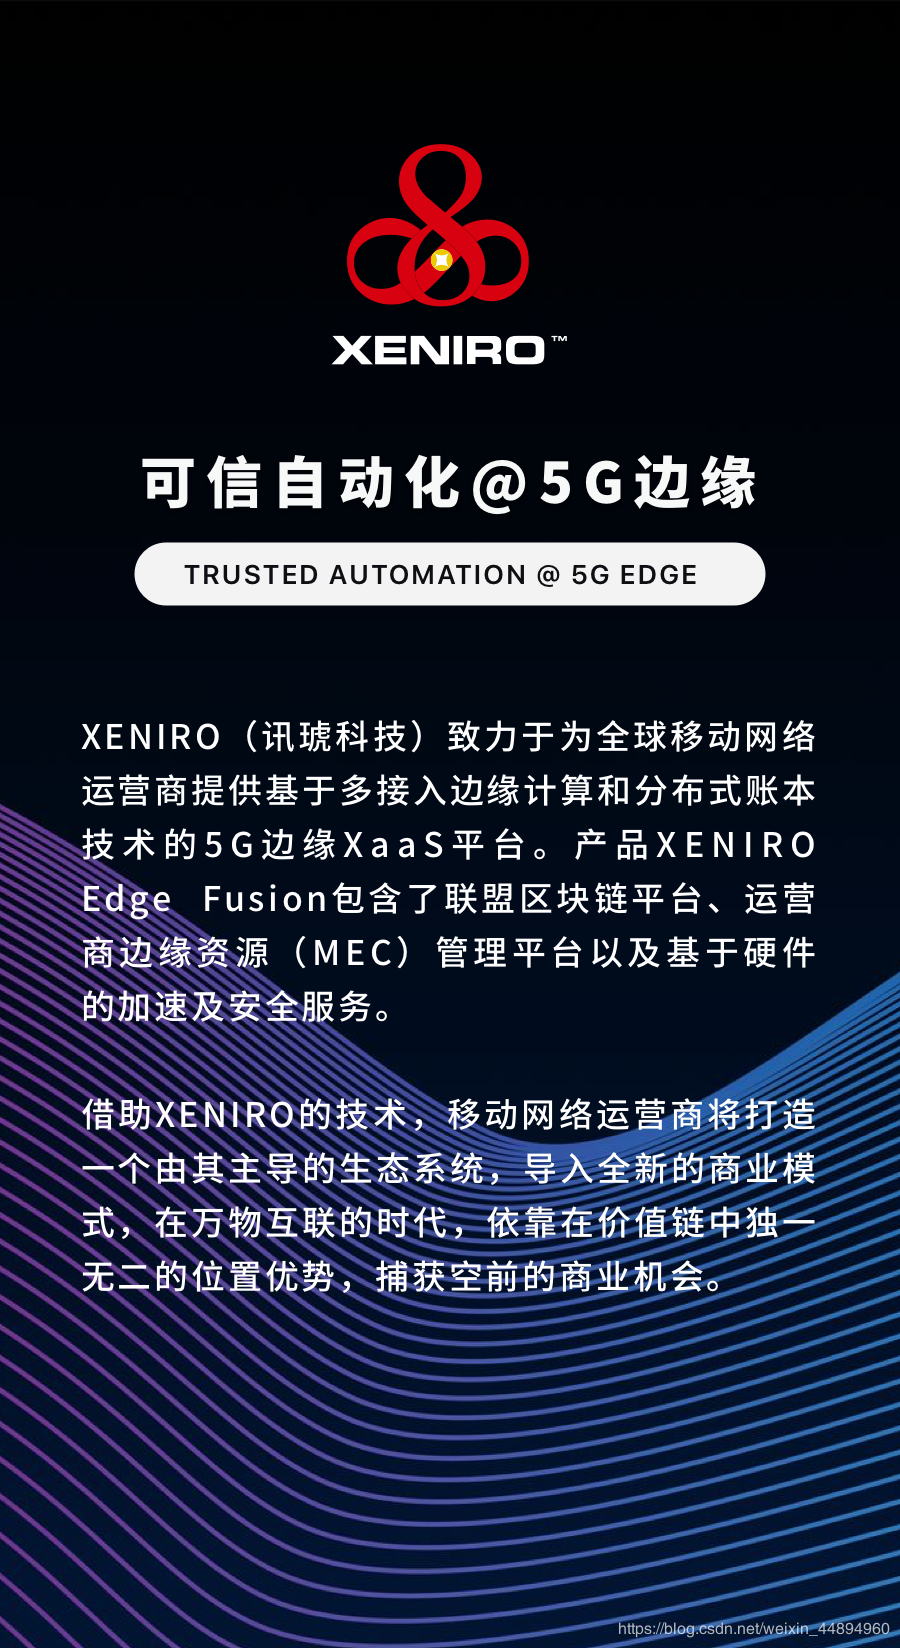 XENIRO™
可信自动化@5G边缘
TRUSTED AUTOMATION @ 5G EDGE
XENIRO（讯琥科技）致力于为全球移动网络
运营商提供基于多接入边缘计算和分布式账本
技术的5G边缘XaaS平台。产品XENIRO
Edge Fusion包含了联盟区块链平台、运营
商边缘资源（MEC）管理平台以及基于硬件
的加速及安全服务。
借助XENIRO的技术，移动网络运营商将打造
一个由其主导的生态系统，导入全新的商业模
式，在万物互联的时代，依靠在价值链中独一
无二的位置优势，捕获空前的商业机会。
https://blog.csdn.net/weixin_44894960